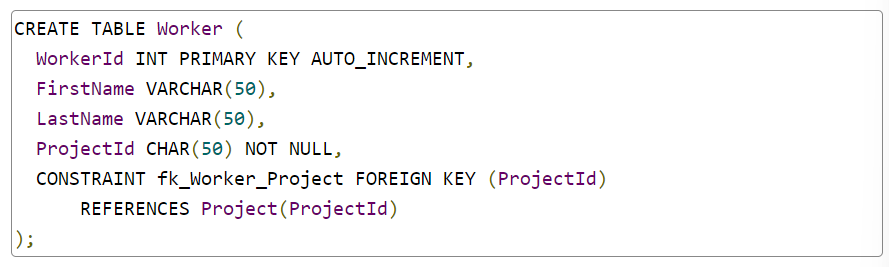 CREATE TABLE Worker (
  WorkerId INT PRIMARY KEY AUTO_INCREMENT,
  FirstName VARCHAR(50),
  LastName VARCHAR(50),
  ProjectId CHAR(50) NOT NULL,
  CONSTRAINT fk_Worker_Project FOREIGN KEY (ProjectId)
      REFERENCES Project(ProjectId)
);